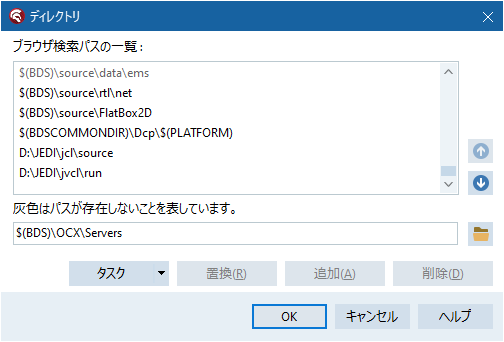 ディレクトリ
ブラウザ検索パスの一覧:
$(BDS)\source\data\ems
$(BDS)\source\rtl\net
$(BDS)\source\FlatBox2D
$(BDSCOMMONDIR)\Dcp\$(PLATFORM)
D:\JEDI\jcl\source
D:\JEDI\jvcl\run
灰色はパスが存在しないことを表しています。
$(BDS)\OCX\Servers
タスク 置換(R) 追加(A) 削除(D)
OK キャンセル ヘルプ